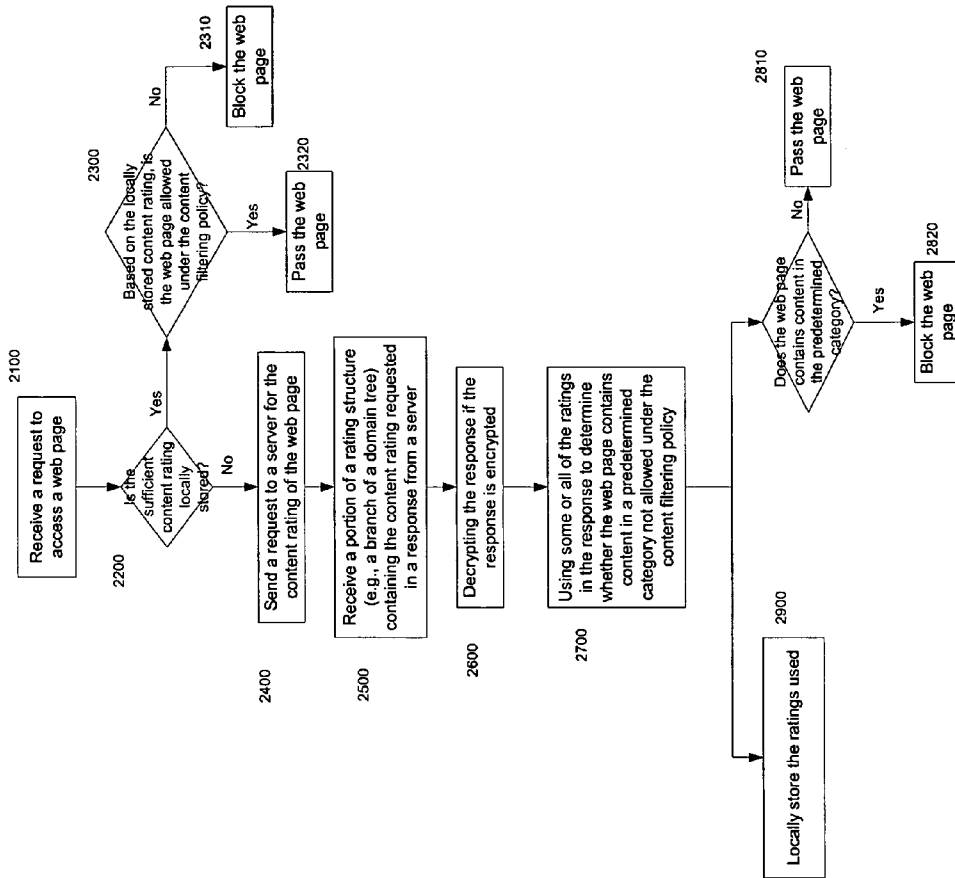 2100
Receive a request to
access a web page
2200
Is the
sufficient
content rating
locally
stored?
Yes
No
2300
Based on the locally
stored content rating, is
the web page allowed
under the content
filtering policy?
No
2310
Block the web
page
Yes
2320
Pass the web
page
2400
Send a request to a server for the
content rating of the web page
2500
Receive a portion of a rating structure
(e.g., a branch of a domain tree)
containing the content rating requested
in a response from a server
2600
Decrypting the response if the
response is encrypted
2700
Using some or all of the ratings
in the response to determine
whether the web page contains
content in a predetermined
category not allowed under the
content filtering policy
2900
Locally store the ratings used
Does the web page
contains content in
the predetermined
category?
No
2810
Pass the web
page
Yes
2820
Block the web
page